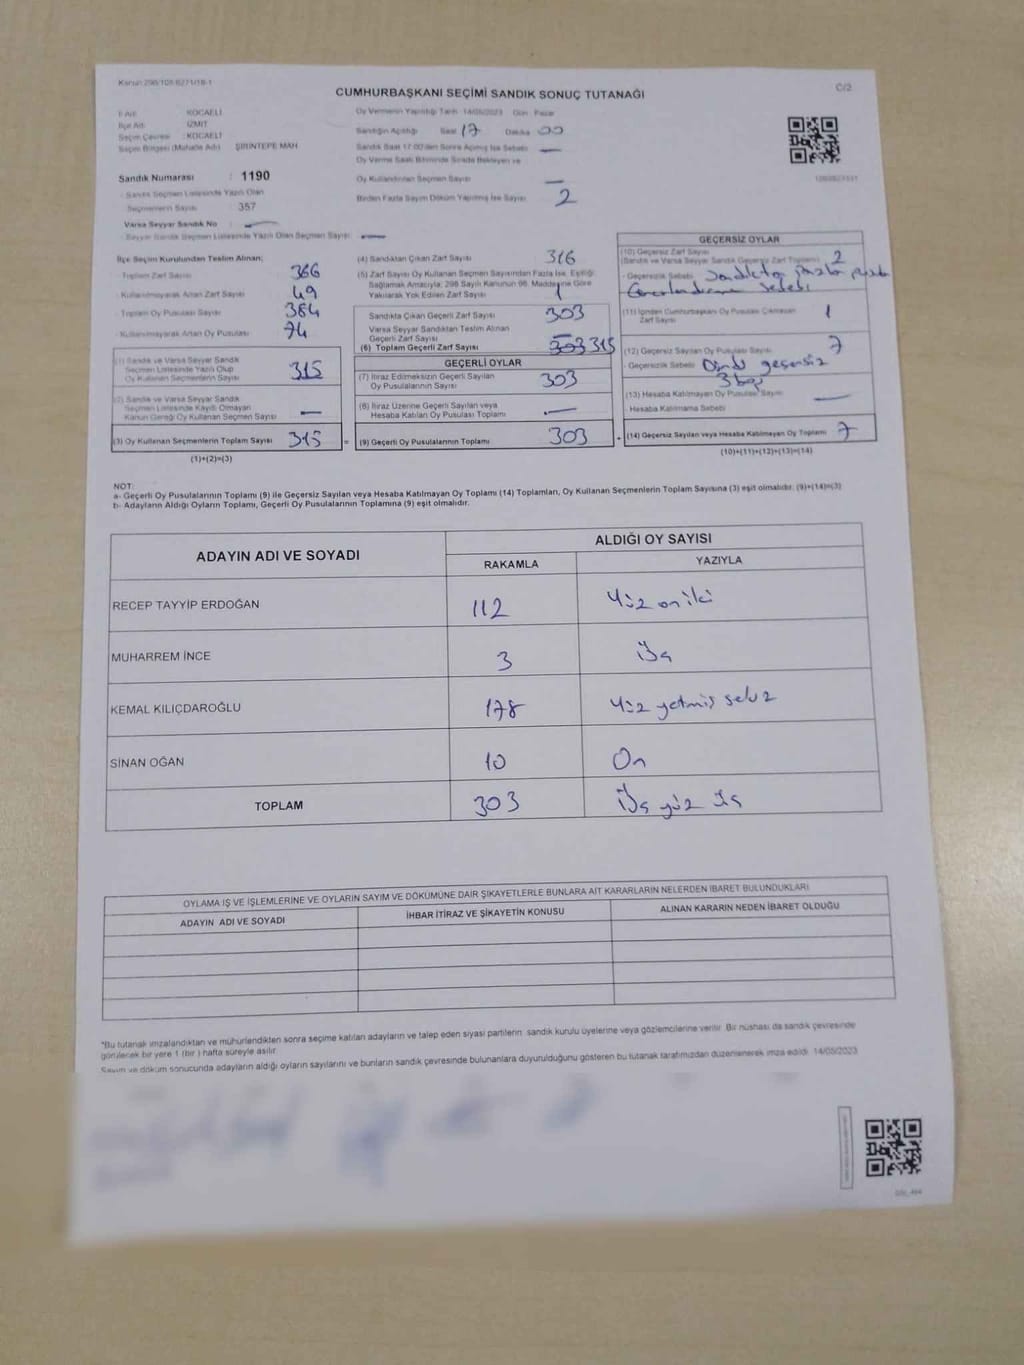 Kanun 298/105-6271/18-1
C/2
CUMHURBAŞKANI SEÇİMİ SANDIK SONUÇ TUTANAĞI
İl Adı : KOCAELİ
İlçe Adı : İZMİT
Seçim Çevresi : KOCAELİ
Seçim Bölgesi (Mahalle Adı) : ŞİRİNTEPE MAH
Sandık Numarası : 1190
Sandık Seçmen Listesinde Yazılı Olan
Seçmenlerin Sayısı : 357
Varsa Seyyar Sandık No : —
- Seyyar Sandık Seçmen Listesinde Yazılı Olan Seçmen Sayısı : —
Oy Vermenin Yapıldığı Tarih 14/05/2023 Gün Pazar
Sandığın Açıldığı Saat 17 Dakika 00
Sandık Saat 17:00'den Sonra Açılmış İse Sebebi —
Oy Verme Saati Bitiminde Sırada Bekleyen ve
Oy Kullandırılan Seçmen Sayısı —
Birden Fazla Sayım Döküm Yapılmış İse Sayısı 2
İlçe Seçim Kurulundan Teslim Alınan;
Toplam Zarf Sayısı 366
- Kullanılmayarak Artan Zarf Sayısı 49
- Toplam Oy Pusulası Sayısı 384
- Kullanılmayarak Artan Oy Pusulası 74
(1) Sandık ve Varsa Seyyar Sandık
Seçmen Listesinde Yazılı Olup
Oy Kullanan Seçmenlerin Sayısı 315
(2) Sandık ve Varsa Seyyar Sandık
Seçmen Listesinde Kaydı Olmayan
Kanun Gereği Oy Kullanan Seçmen Sayısı —
(3) Oy Kullanan Seçmenlerin Toplam Sayısı 315 =
(1)+(2)=(3)
(4) Sandıktan Çıkan Zarf Sayısı 316
(5) Zarf Sayısı Oy Kullanan Seçmen Sayısından Fazla İse, Eşitliği
Sağlamak Amacıyla; 298 Sayılı Kanunun 98. Maddesine Göre
Yakılarak Yok Edilen Zarf Sayısı 1
Sandıkta Çıkan Geçerli Zarf Sayısı 303
Varsa Seyyar Sandıktan Teslim Alınan
Geçerli Zarf Sayısı —
(6) Toplam Geçerli Zarf Sayısı 303 315
GEÇERLİ OYLAR
(7) İtiraz Edilmeksizin Geçerli Sayılan
Oy Pusulalarının Sayısı 303
(8) İtiraz Üzerine Geçerli Sayılan veya
Hesaba Katılan Oy Pusulası Toplamı —
(9) Geçerli Oy Pusulalarının Toplamı 303 +
GEÇERSİZ OYLAR
(10) Geçersiz Zarf Sayısı
(Sandık ve Varsa Seyyar Sandık Geçersiz Zarf Toplamı) 2
- Geçersizlik Sebebi
sebebi
(11) İçinden Cumhurbaşkanı Oy Pusulası Çıkmayan
Zarf Sayısı 1
(12) Geçersiz Sayılan Oy Pusulası Sayısı 7
- Geçersizlik Sebebi geçersiz
3 boş
(13) Hesaba Katılmayan Oy Pusulası Sayısı —
Hesaba Katılmama Sebebi
(14) Geçersiz Sayılan veya Hesaba Katılmayan Oy Toplamı 7
(10)+(11)+(12)+(13)=(14)
NOT:
a- Geçerli Oy Pusulalarının Toplamı (9) ile Geçersiz Sayılan veya Hesaba Katılmayan Oy Toplamı (14) Toplamları, Oy Kullanan Seçmenlerin Toplam Sayısına (3) eşit olmalıdır. (9)+(14)=(3)
b- Adayların Aldığı Oyların Toplamı, Geçerli Oy Pusulalarının Toplamına (9) eşit olmalıdır.
ADAYIN ADI VE SOYADI
ALDIĞI OY SAYISI
RAKAMLA YAZIYLA
RECEP TAYYİP ERDOĞAN 112 Yüz on iki
MUHARREM İNCE 3 Üç
KEMAL KILIÇDAROĞLU 178 Yüz yetmiş sekiz
SİNAN OĞAN 10 On
TOPLAM 303 Üç yüz üç
OYLAMA İŞ VE İŞLEMLERİNE VE OYLARIN SAYIM VE DÖKÜMÜNE DAİR ŞİKAYETLERLE BUNLARA AİT KARARLARIN NELERDEN İBARET BULUNDUKLARI
ADAYIN ADI VE SOYADI İHBAR İTİRAZ VE ŞİKAYETİN KONUSU ALINAN KARARIN NEDEN İBARET OLDUĞU
*Bu tutanak imzalandıktan ve mühürlendikten sonra seçime katılan adayların ve talep eden siyasi partilerin sandık kurulu üyelerine veya gözlemcilerine verilir. Bir nüshası da sandık çevresinde
görülecek bir yere 1 (bir) hafta süreyle asılır.
Sayım ve döküm sonucunda adayların aldığı oyların sayılarını ve bunların sandık çevresinde bulunanlara duyurulduğunu gösteren bu tutanak tarafımızdan düzenlenerek imza edildi. 14/05/2023